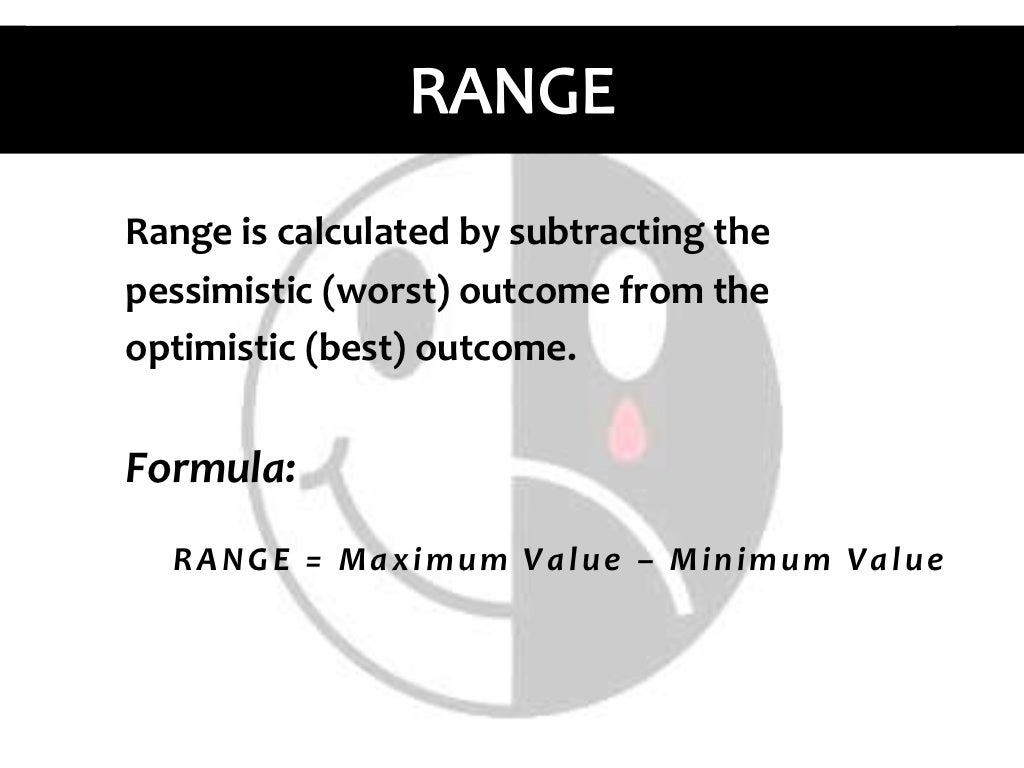 RANGE
Range is calculated by subtracting the
pessimistic (worst) outcome from the
optimistic (best) outcome.
Formula:
RANGE = Maximum Value – Minimum Value